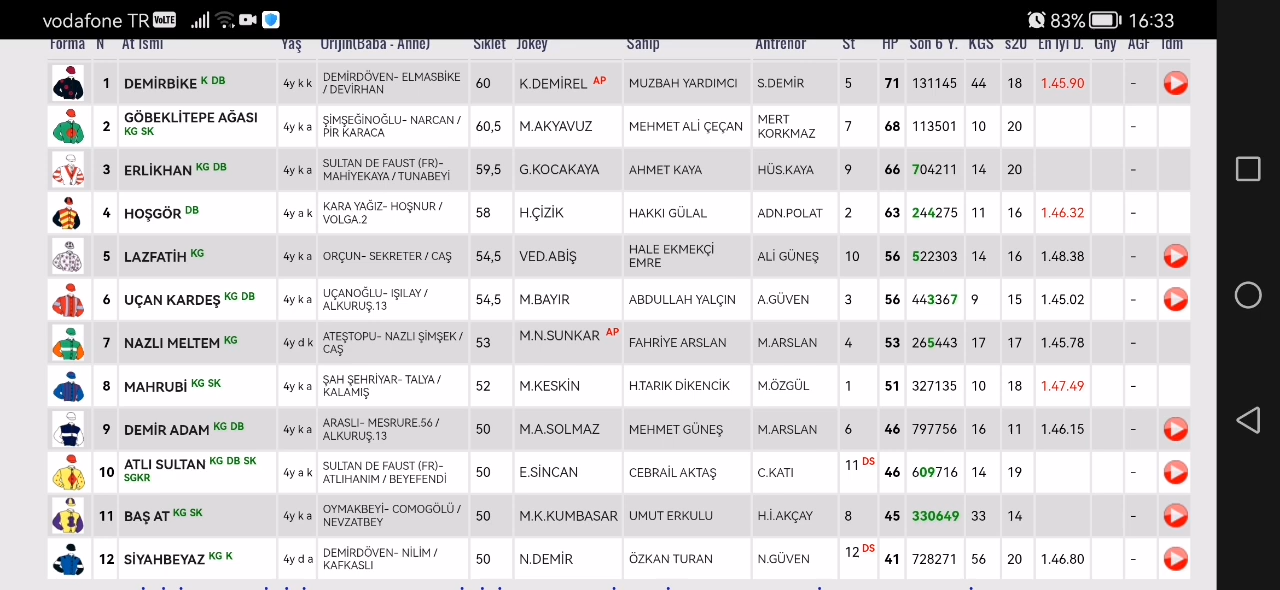 vodafone TR VoLTE 83% 16:33
Forma N At İsmi Yaş Orijin(Baba - Anne) Sıklet Jokey Sahip Antrenör St HP Son 6 Y. KGS s20 En İyi D. Gny AGF İdm
1 DEMİRBİKE K DB 4y k k DEMİRDÖVEN- ELMASBİKE / DEVİRHAN 60 K.DEMİREL AP MUZBAH YARDIMCI S.DEMİR 5 71 131145 44 18 1.45.90 -
2 GÖBEKLİTEPE AĞASI KG SK 4y k a ŞİMŞEĞİNOĞLU- NARCAN / PİR KARACA 60,5 M.AKYAVUZ MEHMET ALİ ÇEÇAN MERT KORKMAZ 7 68 113501 10 20 -
3 ERLİKHAN KG DB 4y k a SULTAN DE FAUST (FR)- MAHİYEKAYA / TUNABEYİ 59,5 G.KOCAKAYA AHMET KAYA HÜS.KAYA 9 66 704211 14 20 -
4 HOŞGÖR DB 4y a k KARA YAĞIZ- HOŞNUR / VOLGA.2 58 H.ÇİZİK HAKKI GÜLAL ADN.POLAT 2 63 244275 11 16 1.46.32 -
5 LAZFATİH KG 4y a k ORÇUN- SEKRETER / CAŞ 54,5 VED.ABİŞ HALE EKMEKÇİ EMRE ALİ GÜNEŞ 10 56 522303 14 16 1.48.38 -
6 UÇAN KARDEŞ KG DB 4y k a UÇANOĞLU- IŞILAY / ALKURUŞ.13 54,5 M.BAYIR ABDULLAH YALÇIN A.GÜVEN 3 56 443367 9 15 1.45.02 -
7 NAZLI MELTEM KG 4y d k ATEŞTOPU- NAZLI ŞİMŞEK / CAŞ 53 M.N.SUNKAR AP FAHRİYE ARSLAN M.ARSLAN 4 53 265443 17 17 1.45.78 -
8 MAHRUBİ KG SK 4y k a ŞAH ŞEHRİYAR- TALYA / KALAMIŞ 52 M.KESKİN H.TARIK DİKENCİK M.ÖZGÜL 1 51 327135 10 18 1.47.49 -
9 DEMİR ADAM KG DB 4y k a ARASLI- MESRURE.56 / ALKURUŞ.13 50 M.A.SOLMAZ MEHMET GÜNEŞ M.ARSLAN 6 46 797756 16 11 1.46.15 -
10 ATLI SULTAN KG DB SK SGKR 4y a k SULTAN DE FAUST (FR)- ATLIHANIM / BEYEFENDİ 50 E.SİNCAN CEBRAİL AKTAŞ C.KATI 11 DS 46 609716 14 19 -
11 BAŞ AT KG SK 4y k a OYMAKBEYİ- COMOGÖLÜ / NEVZATBEY 50 M.K.KUMBASAR UMUT ERKULU H.İ.AKÇAY 8 45 330649 33 14 -
12 SİYAHBEYAZ KG K 4y d a DEMİRDÖVEN- NİLİM / KAFKASLI 50 N.DEMİR ÖZKAN TURAN N.GÜVEN 12 DS 41 728271 56 20 1.46.80 -